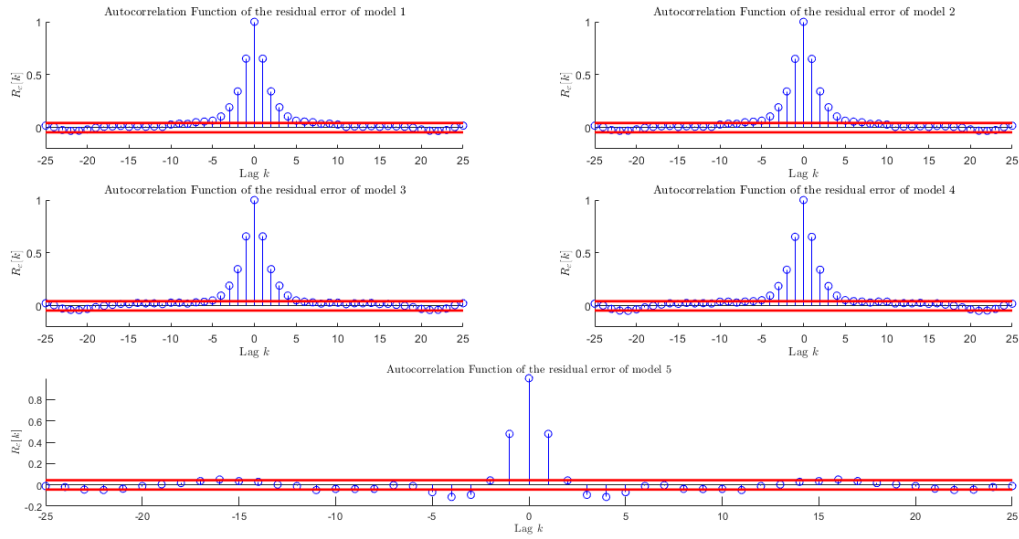 Autocorrelation Function of the residual error of model 1
R_ε[k]
1
0.5
0
-25 -20 -15 -10 -5 0 5 10 15 20 25
Lag k
Autocorrelation Function of the residual error of model 2
R_ε[k]
1
0.5
0
-25 -20 -15 -10 -5 0 5 10 15 20 25
Lag k
Autocorrelation Function of the residual error of model 3
R_ε[k]
1
0.5
0
-25 -20 -15 -10 -5 0 5 10 15 20 25
Lag k
Autocorrelation Function of the residual error of model 4
R_ε[k]
1
0.5
0
-25 -20 -15 -10 -5 0 5 10 15 20 25
Lag k
Autocorrelation Function of the residual error of model 5
R_ε[k]
0.8
0.6
0.4
0.2
0
-0.2
-25 -20 -15 -10 -5 0 5 10 15 20 25
Lag k